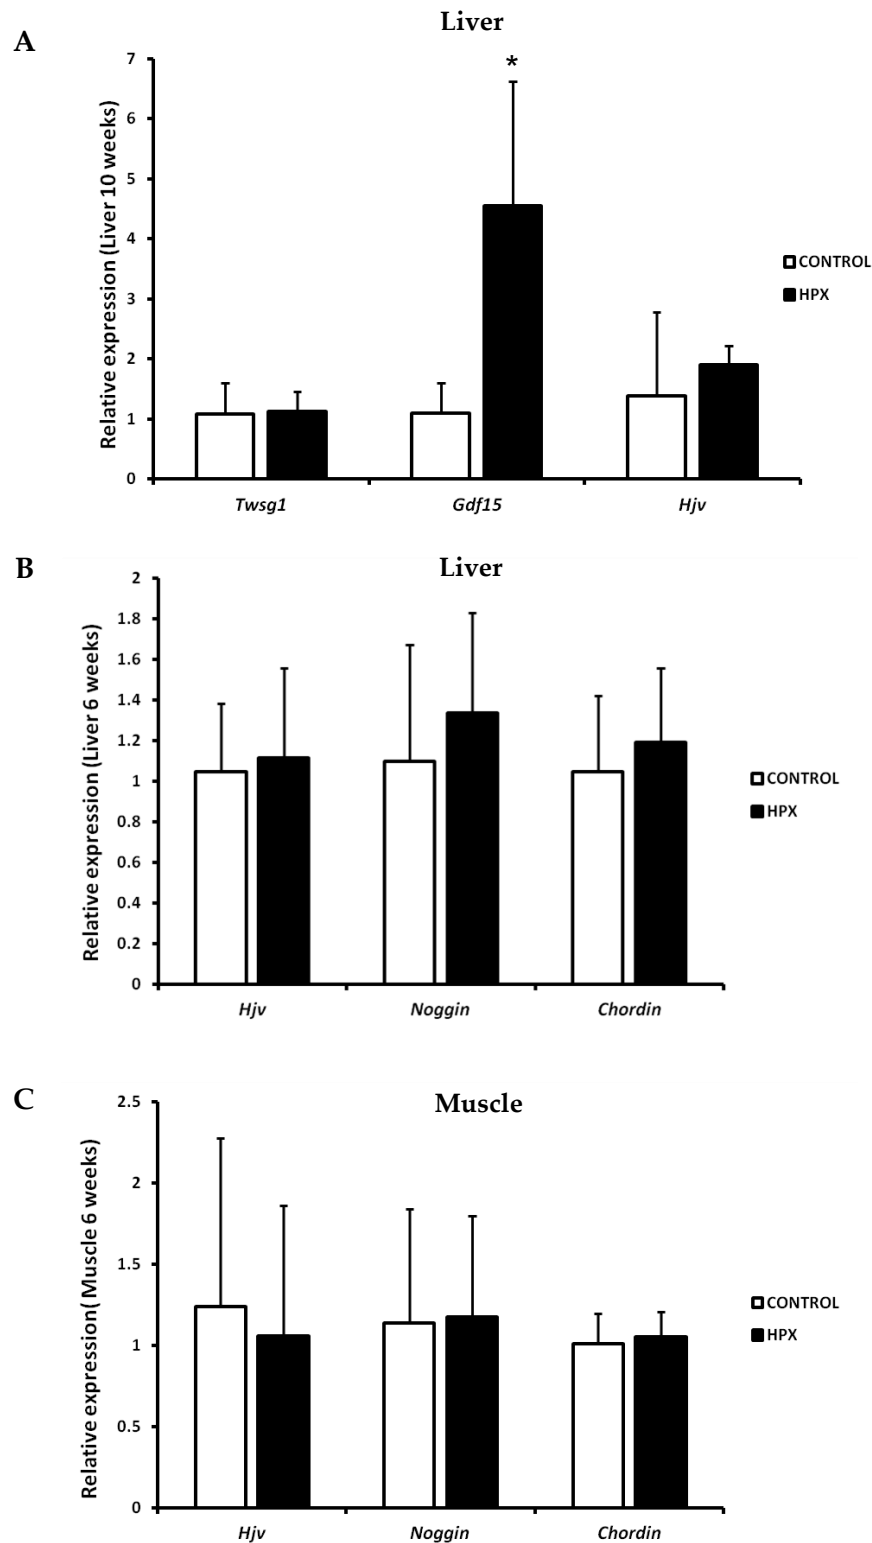 A
Liver
Relative expression (Liver 10 weeks)
7
6
5
4
3
2
1
0
*
Twsg1
Gdf15
Hjv
CONTROL
HPX
B
Liver
Relative expression (Liver 6 weeks)
2
1.8
1.6
1.4
1.2
1
0.8
0.6
0.4
0.2
0
Hjv
Noggin
Chordin
CONTROL
HPX
C
Muscle
Relative expression( Muscle 6 weeks)
2.5
2
1.5
1
0.5
0
Hjv
Noggin
Chordin
CONTROL
HPX